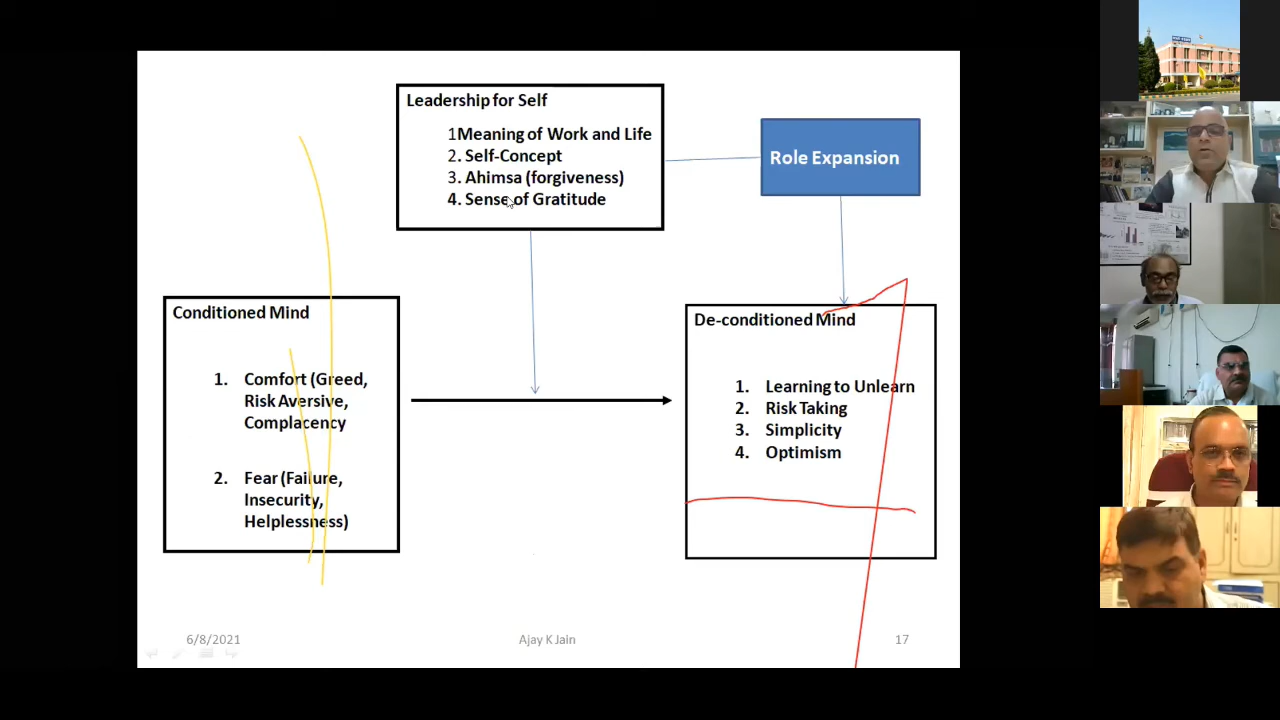 Leadership for Self
1Meaning of Work and Life
2. Self-Concept
3. Ahimsa (forgiveness)
4. Sense of Gratitude
Role Expansion
Conditioned Mind
1. Comfort (Greed,
Risk Aversive,
Complacency
2. Fear (Failure,
Insecurity,
Helplessness)
De-conditioned Mind
1. Learning to Unlearn
2. Risk Taking
3. Simplicity
4. Optimism
6/8/2021
Ajay K Jain
17